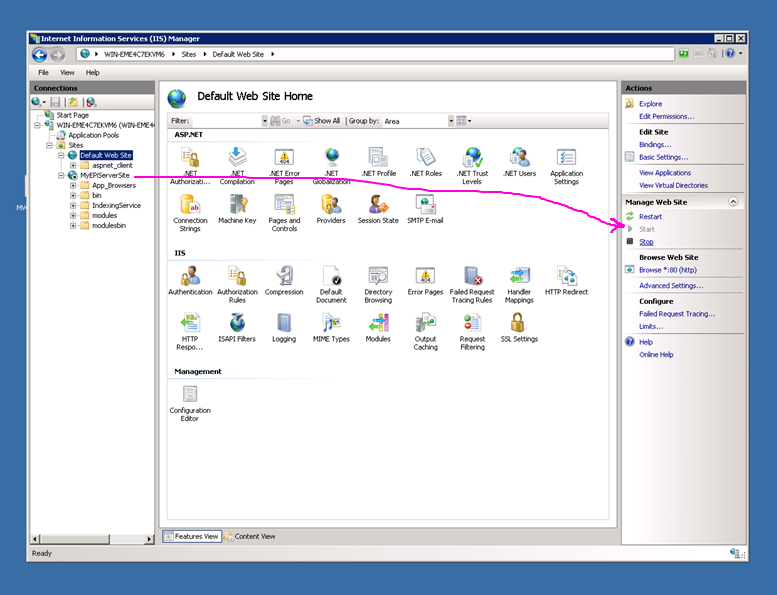 Internet Information Services (IIS) Manager
WIN-EME4C7EKVM6 Sites Default Web Site
File View Help
Connections
Start Page
WIN-EME4C7EKVM6 (WIN-EME4
Application Pools
Sites
Default Web Site
aspnet_client
MyEPiServerSite
App_Browsers
bin
IndexingService
modules
modulesbin
Default Web Site Home
Filter: Go Show All Group by: Area
ASP.NET
.NET Authorizati...
.NET Compilation
.NET Error Pages
.NET Globalization
.NET Profile
.NET Roles
.NET Trust Levels
.NET Users
Application Settings
Connection Strings
Machine Key
Pages and Controls
Providers
Session State
SMTP E-mail
IIS
Authentication
Authorization Rules
Compression
Default Document
Directory Browsing
Error Pages
Failed Request Tracing Rules
Handler Mappings
HTTP Redirect
HTTP Respo...
ISAPI Filters
Logging
MIME Types
Modules
Output Caching
Request Filtering
SSL Settings
Management
Configuration Editor
Features View Content View
Actions
Explore
Edit Permissions...
Edit Site
Bindings...
Basic Settings...
View Applications
View Virtual Directories
Manage Web Site
Restart
Start
Stop
Browse Web Site
Browse *:80 (http)
Advanced Settings...
Configure
Failed Request Tracing...
Limits...
Help
Online Help
Ready